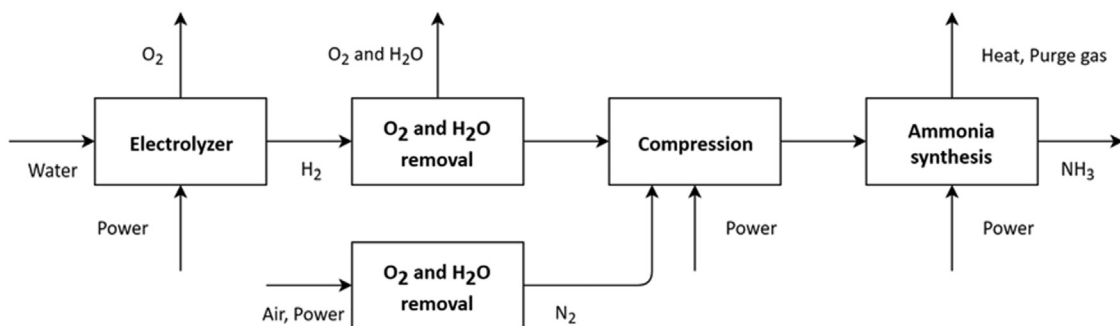 O₂
O₂ and H₂O
Heat, Purge gas
Electrolyzer
O₂ and H₂O
removal
Compression
Ammonia
synthesis
Water
H₂
NH₃
Power
Power
Power
O₂ and H₂O
removal
Air, Power
N₂